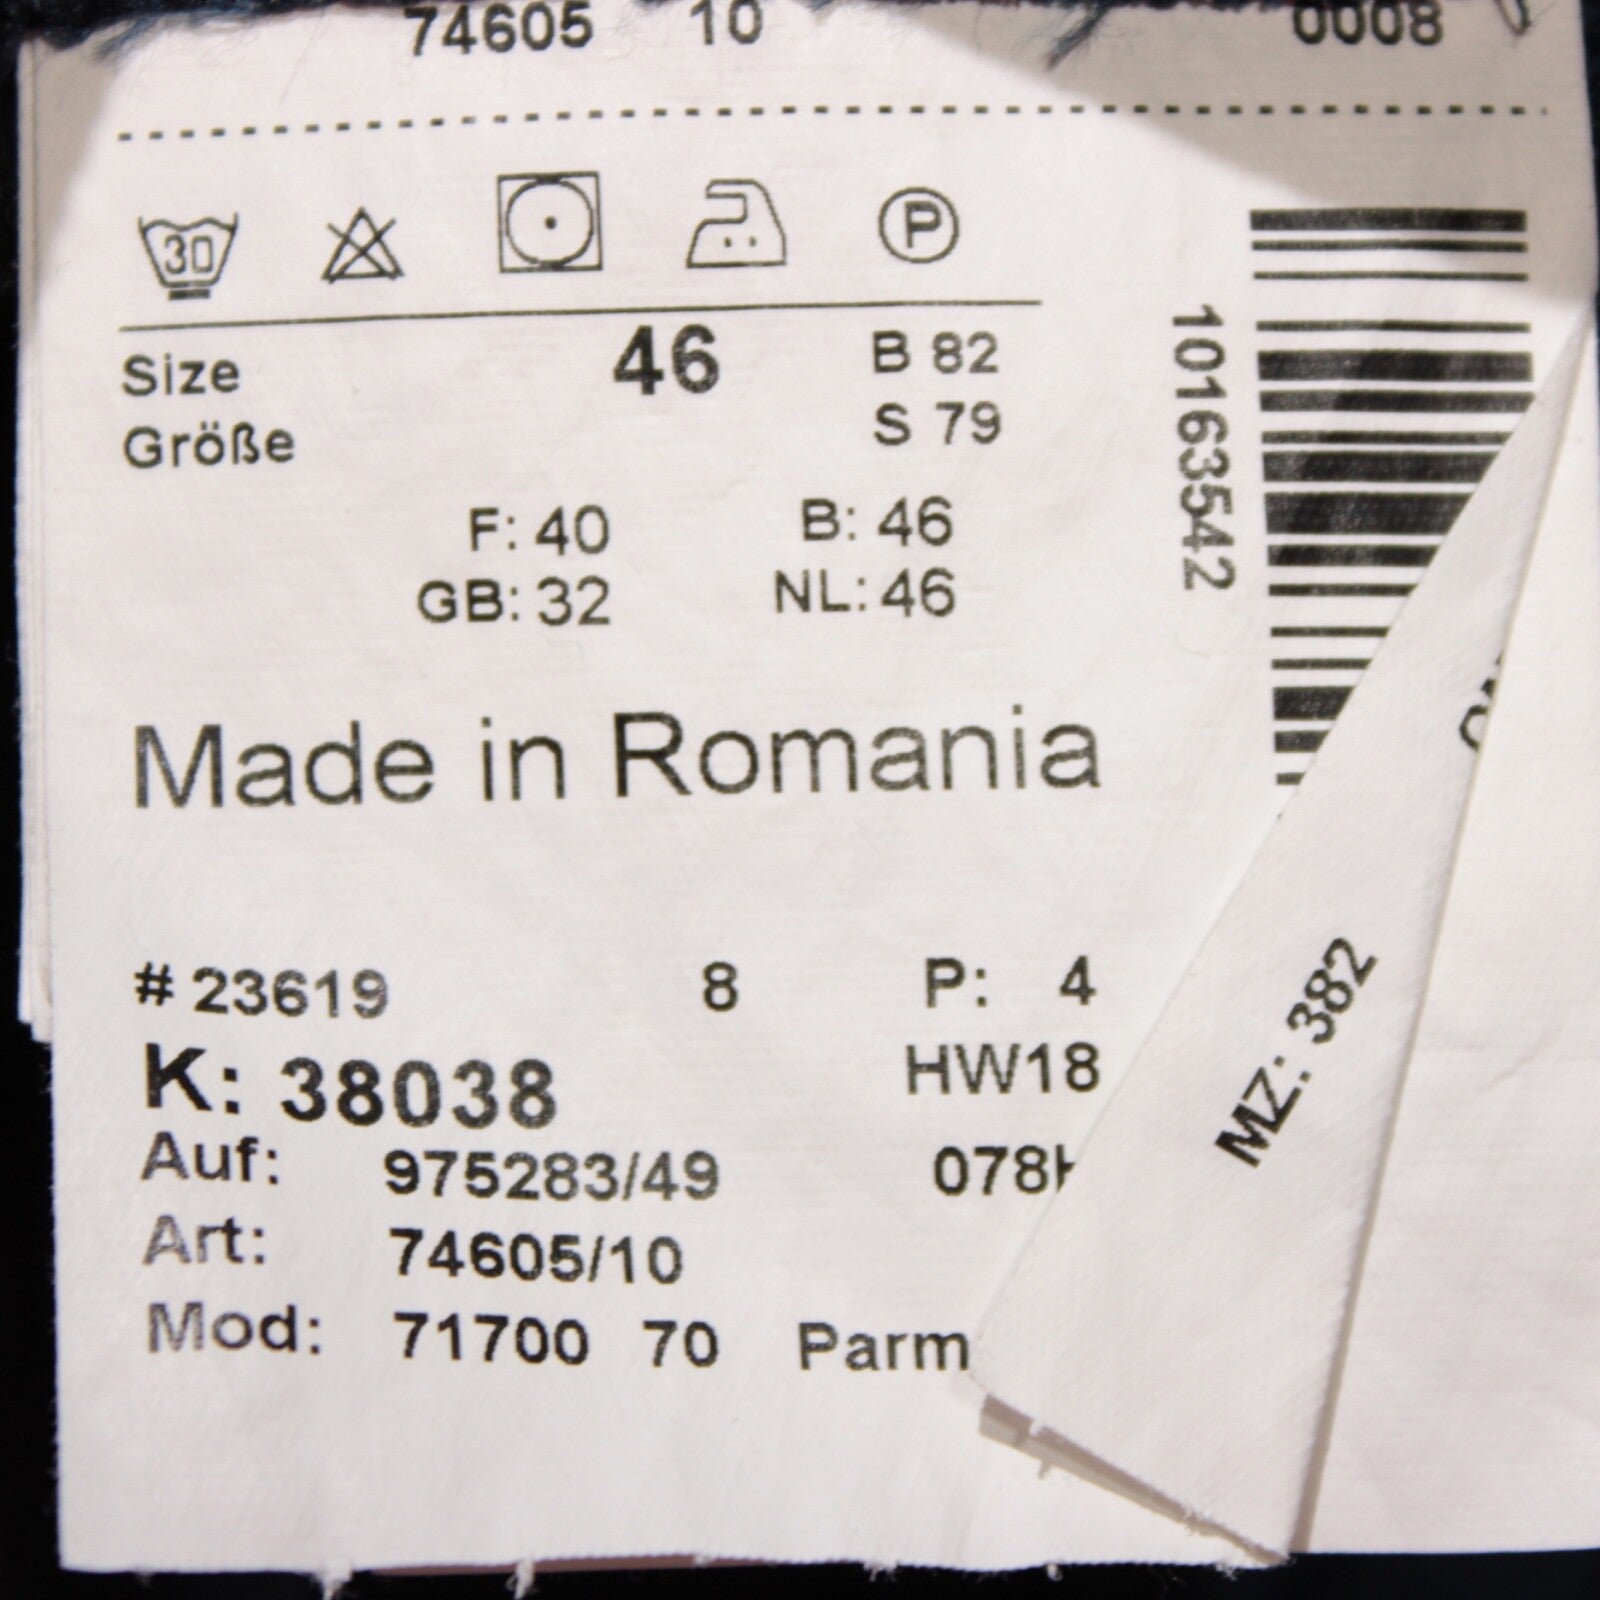 74605 10 0008
30
P
Size 46 B 82
Größe S 79
F: 40 B: 46
GB: 32 NL: 46
10163542
Made in Romania
# 23619 8 P: 4
K: 38038 HW18
Auf: 975283/49 078
Art: 74605/10
Mod: 71700 70 Parm
MZ: 382